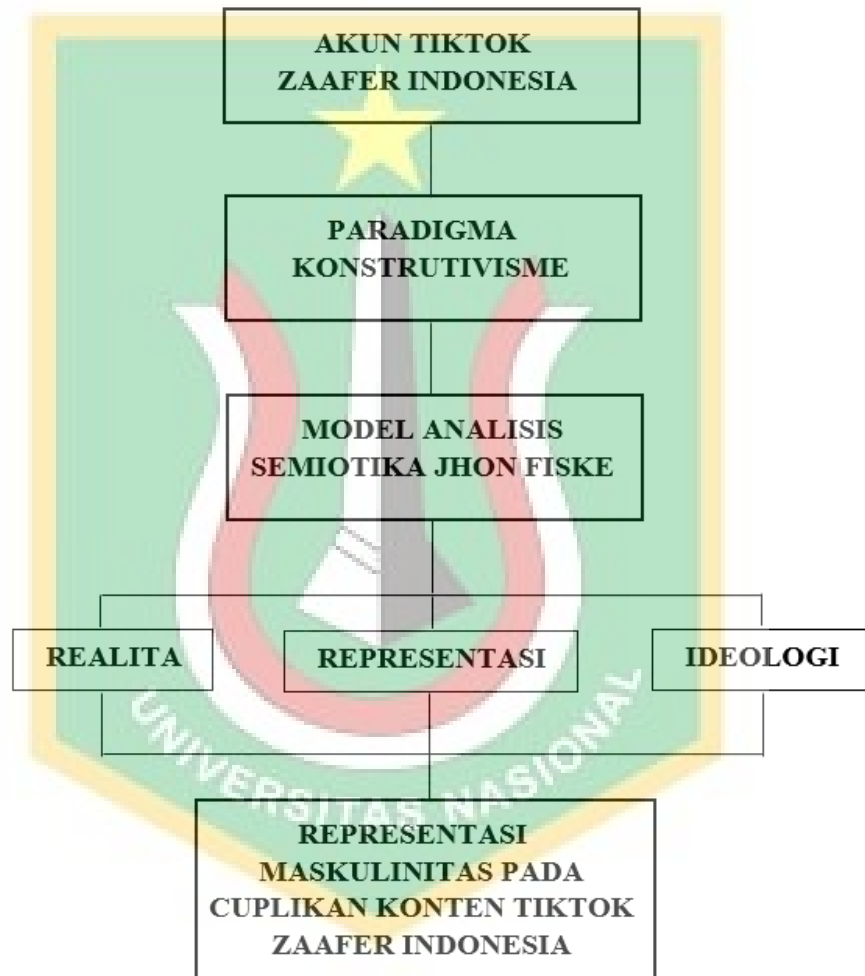 AKUN TIKTOK
ZAAFER INDONESIA
PARADIGMA
KONSTRUTIVISME
MODEL ANALISIS
SEMIOTIKA JHON FISKE
REALITA
REPRESENTASI
IDEOLOGI
UNIVERSITAS NASIONAL
REPRESENTASI
MASKULINITAS PADA
CUPLIKAN KONTEN TIKTOK
ZAAFER INDONESIA